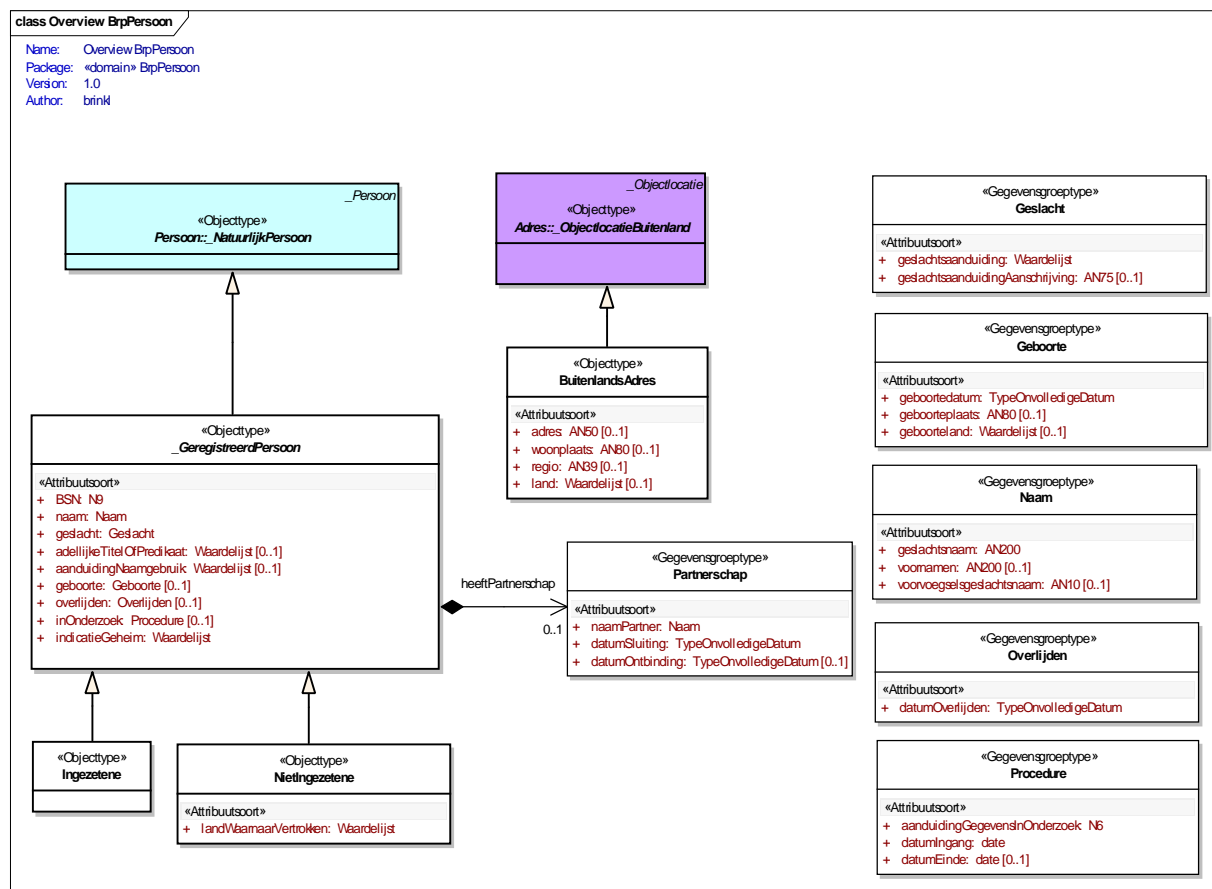 class Overview BrpPersoon
Name: Overview BrpPersoon
Package: «domain» BrpPersoon
Version: 1.0
Author: brinkl
_Persoon
«Objecttype»
Persoon::_NatuurlijkPersoon
_Objectlocatie
«Objecttype»
Adres::_ObjectlocatieBuitenland
«Gegevensgroeptype»
Geslacht
«Attribuutsoort»
+ geslachtsaanduiding: Waardelijst
+ geslachtsaanduidingAanschrijving: AN75 [0..1]
«Gegevensgroeptype»
Geboorte
«Attribuutsoort»
+ geboortedatum: TypeOnvolledigeDatum
+ geboorteplaats: AN80 [0..1]
+ geboorteland: Waardelijst [0..1]
«Objecttype»
BuitenlandsAdres
«Attribuutsoort»
+ adres: AN50 [0..1]
+ woonplaats: AN80 [0..1]
+ regio: AN39 [0..1]
+ land: Waardelijst [0..1]
«Objecttype»
_GeregistreerdPersoon
«Attribuutsoort»
+ BSN: N9
+ naam: Naam
+ geslacht: Geslacht
+ adellijkeTitelOfPredikaat: Waardelijst [0..1]
+ aanduidingNaamgebruik: Waardelijst [0..1]
+ geboorte: Geboorte [0..1]
+ overlijden: Overlijden [0..1]
+ inOnderzoek: Procedure [0..1]
+ indicatieGeheim: Waardelijst
«Gegevensgroeptype»
Naam
«Attribuutsoort»
+ geslachtsnaam: AN200
+ voornamen: AN200 [0..1]
+ voorvoegselsgeslachtsnaam: AN10 [0..1]
heeftPartnerschap
0..1
«Gegevensgroeptype»
Partnerschap
«Attribuutsoort»
+ naamPartner: Naam
+ datumSluiting: TypeOnvolledigeDatum
+ datumOntbinding: TypeOnvolledigeDatum [0..1]
«Gegevensgroeptype»
Overlijden
«Attribuutsoort»
+ datumOverlijden: TypeOnvolledigeDatum
«Objecttype»
Ingezetene
«Objecttype»
NietIngezetene
«Attribuutsoort»
+ landWaarnaarVertrokken: Waardelijst
«Gegevensgroeptype»
Procedure
«Attribuutsoort»
+ aanduidingGegevensInOnderzoek: N6
+ datumIngang: date
+ datumEinde: date [0..1]